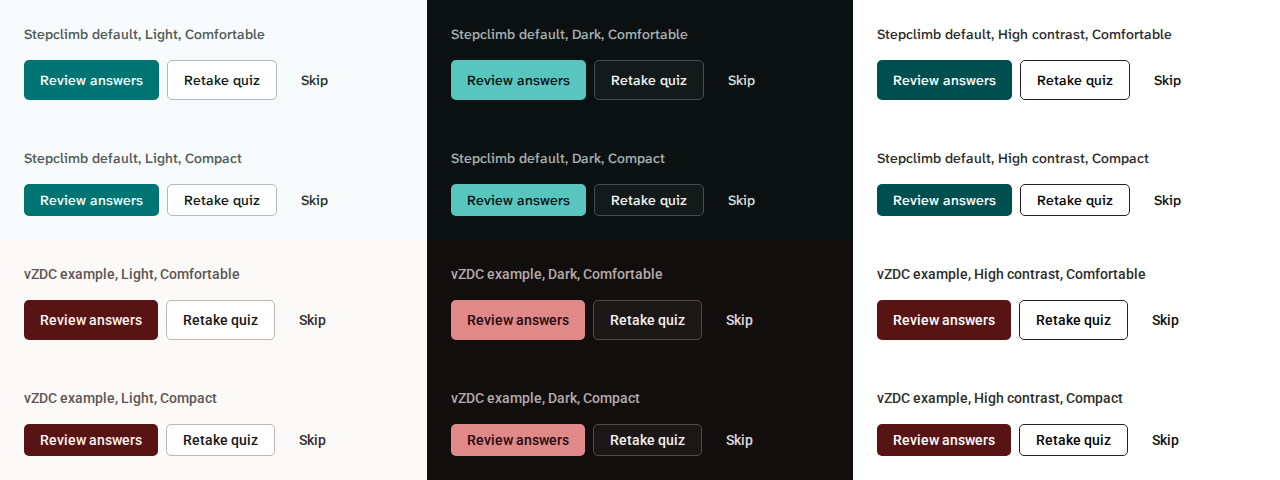 Stepclimb default, Light, Comfortable
Review answers Retake quiz Skip
Stepclimb default, Dark, Comfortable
Review answers Retake quiz Skip
Stepclimb default, High contrast, Comfortable
Review answers Retake quiz Skip
Stepclimb default, Light, Compact
Review answers Retake quiz Skip
Stepclimb default, Dark, Compact
Review answers Retake quiz Skip
Stepclimb default, High contrast, Compact
Review answers Retake quiz Skip
vZDC example, Light, Comfortable
Review answers Retake quiz Skip
vZDC example, Dark, Comfortable
Review answers Retake quiz Skip
vZDC example, High contrast, Comfortable
Review answers Retake quiz Skip
vZDC example, Light, Compact
Review answers Retake quiz Skip
vZDC example, Dark, Compact
Review answers Retake quiz Skip
vZDC example, High contrast, Compact
Review answers Retake quiz Skip